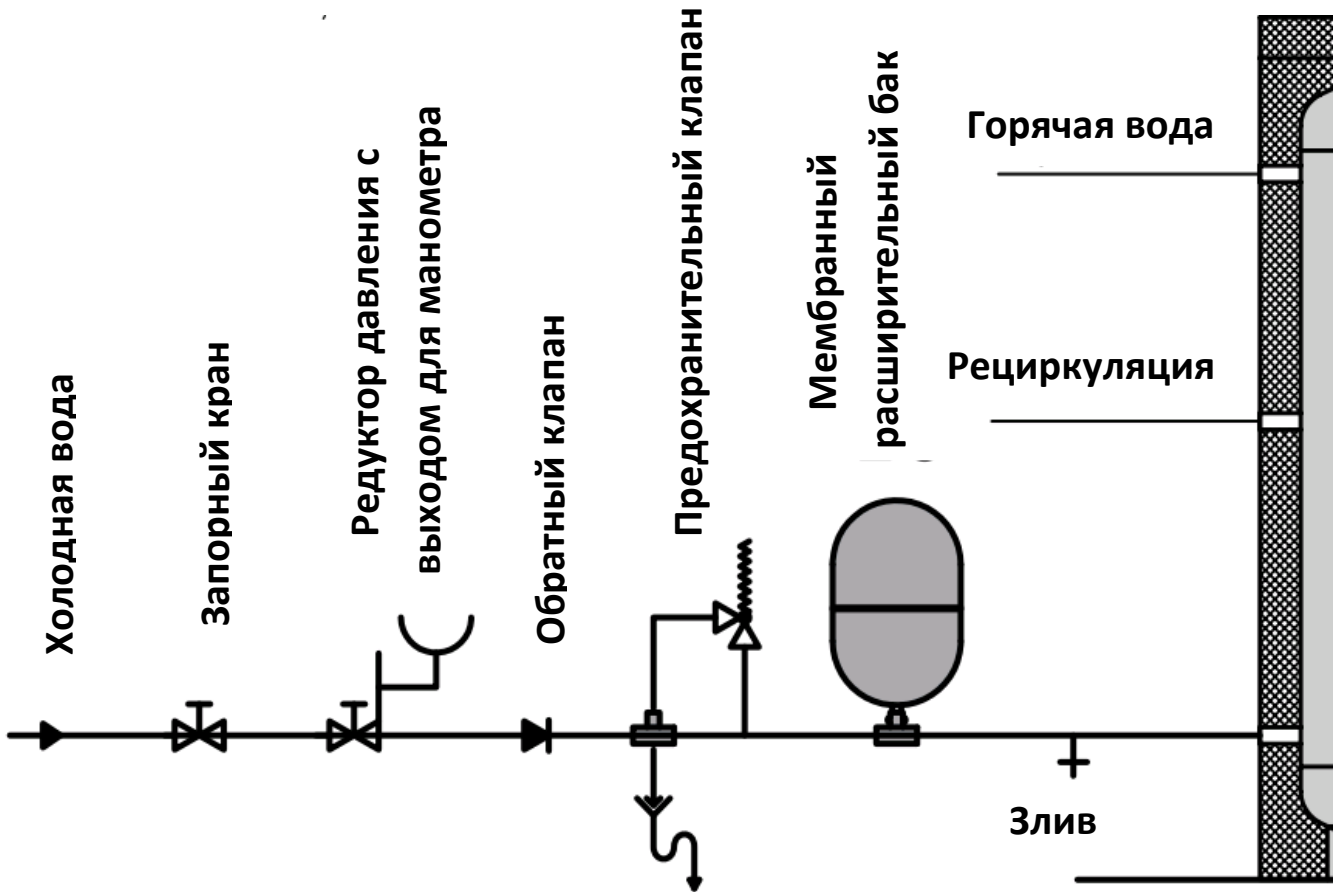 Холодная вода
Запорный кран
Редуктор давления с
выходом для манометра
Обратный клапан
Предохранительный клапан
Мембранный
расширительный бак
Горячая вода
Рециркуляция
Злив